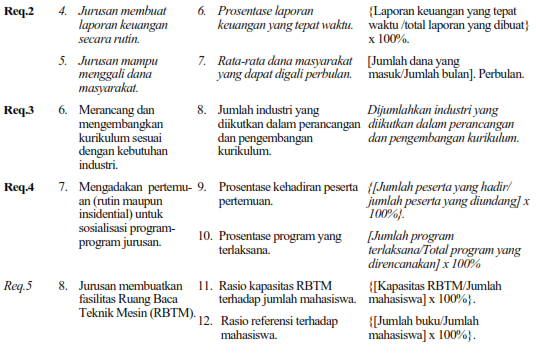 Req.2 4. Jurusan membuat 6. Prosentase laporan {Laporan keuangan yang tepat
laporan keuangan keuangan yang tepat waktu. waktu /total laporan yang dibuat}
secara rutin. x 100%.
5. Jurusan mampu 7. Rata-rata dana masyarakat [Jumlah dana yang
menggali dana yang dapat digali perbulan. masuk/Jumlah bulan]. Perbulan.
masyarakat.
Req.3 6. Merancang dan 8. Jumlah industri yang Dijumlahkan industri yang
mengembangkan diikutkan dalam perancangan diikutkan dalam perancangan
kurikulum sesuai dan pengembangan dan pengembangan kurikulum.
dengan kebutuhan kurikulum.
industri.
Req.4 7. Mengadakan pertemu- 9. Prosentase kehadiran peserta {[Jumlah peserta yang hadir/
an (rutin maupun pertemuan. jumlah peserta yang diundang] x
insidential) untuk 100%}.
sosialisasi program-
program jurusan. 10. Prosentase program yang [Jumlah program
terlaksana. terlaksana/Total program yang
direncanakan] x 100%
Req.5 8. Jurusan membuatkan 11. Rasio kapasitas RBTM {[Kapasitas RBTM/Jumlah
fasilitas Ruang Baca terhadap jumlah mahasiswa. mahasiswa] x 100%}.
Teknik Mesin (RBTM).
12. Rasio referensi terhadap {[Jumlah buku/Jumlah
mahasiswa. mahasiswa] x 100%}.